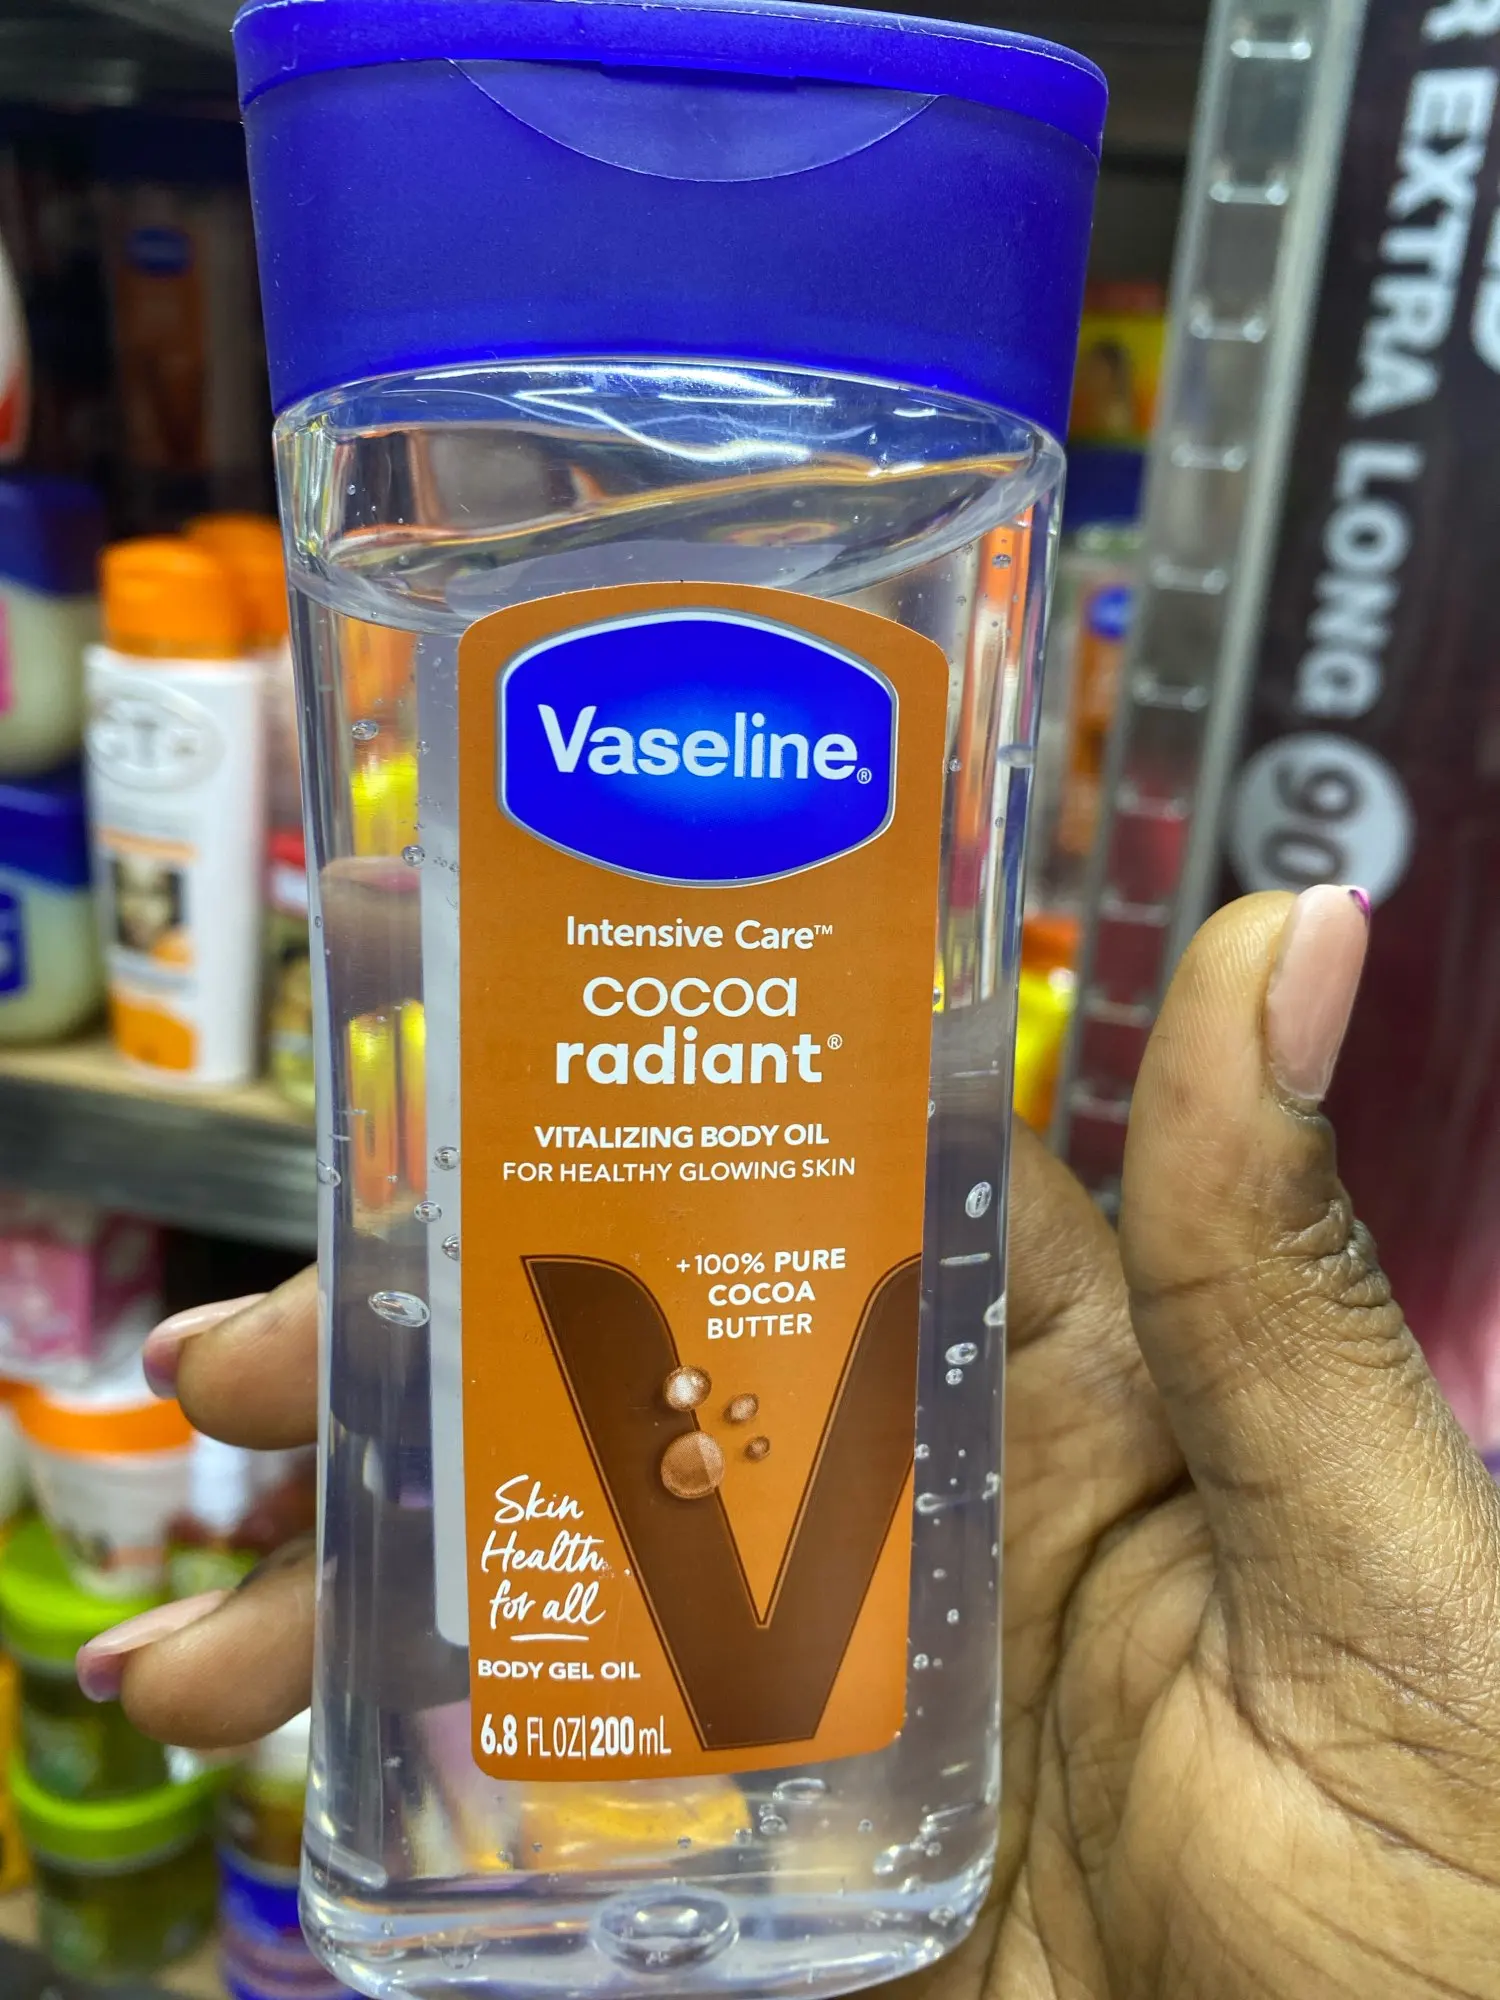 Vaseline®
Intensive Care™
cocoa
radiant®
VITALIZING BODY OIL
FOR HEALTHY GLOWING SKIN
+100% PURE
COCOA
BUTTER
Skin
Health
for all
BODY GEL OIL
6.8 FL OZ|200 mL
R EXTRA LONG
90